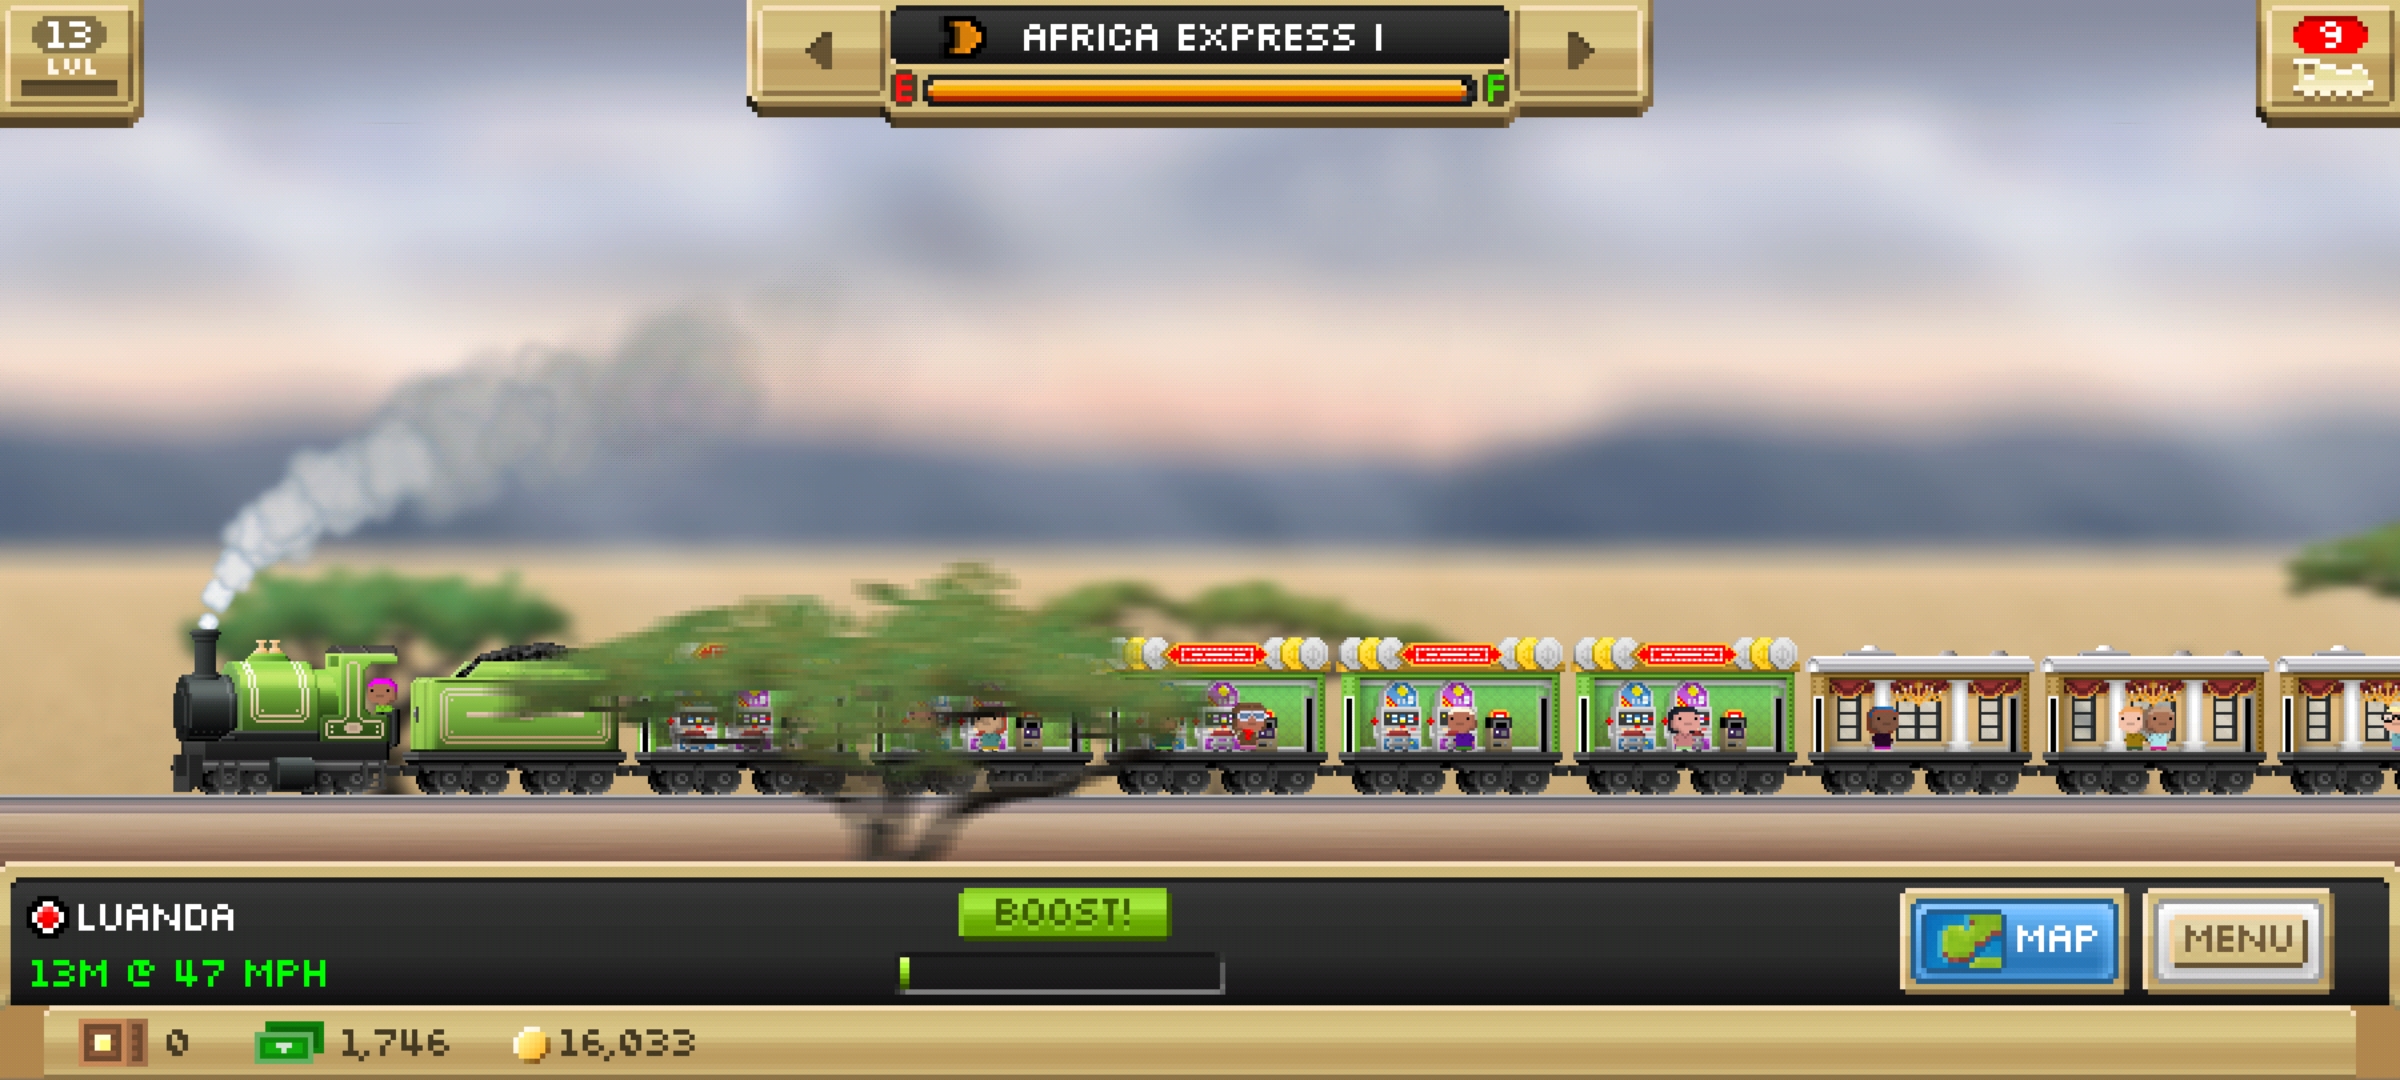 13
LVL
AFRICA EXPRESS I
E
F
9
LUANDA
13M @ 47 MPH
BOOST!
MAP
MENU
0
1,746
16,033